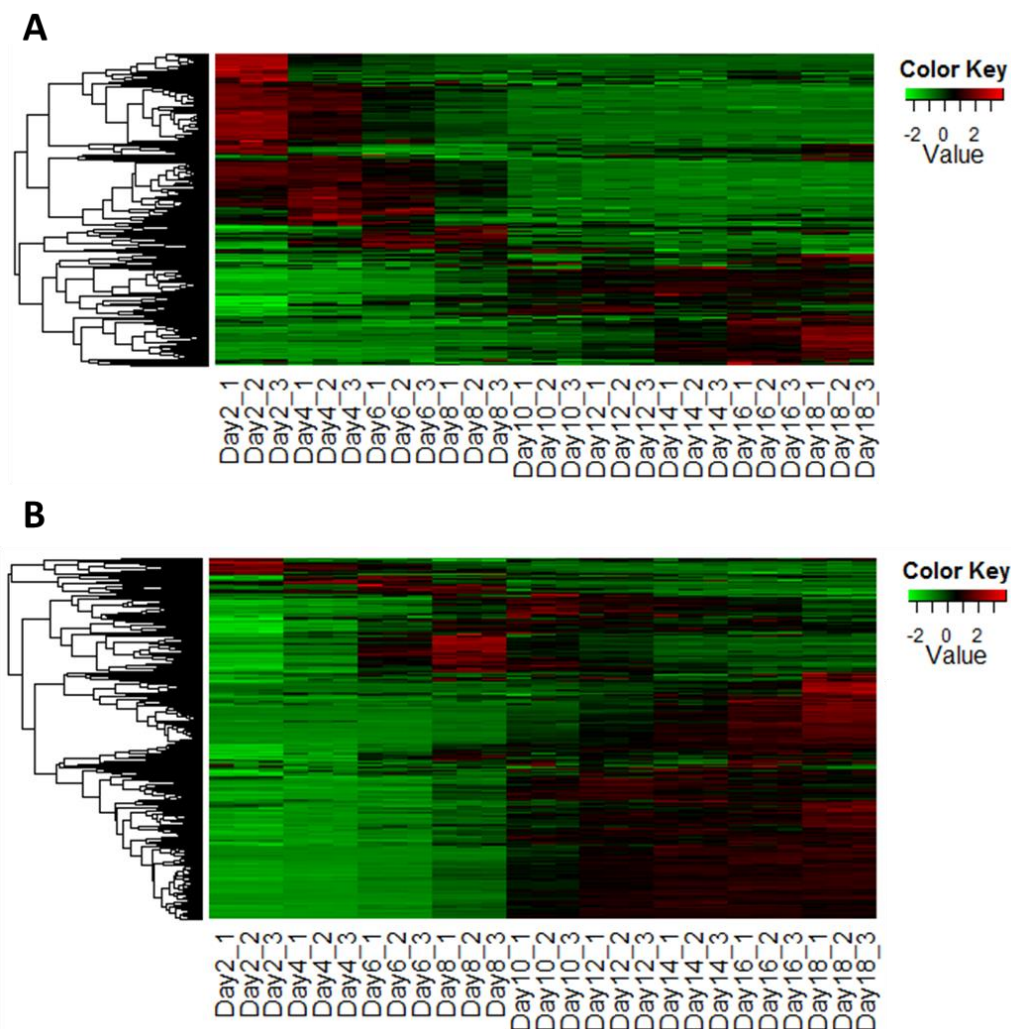 A
Color Key
-2 0 2
Value
Day2_1
Day2_2
Day2_3
Day4_1
Day4_2
Day4_3
Day6_1
Day6_2
Day6_3
Day8_1
Day8_2
Day8_3
Day10_1
Day10_2
Day10_3
Day12_1
Day12_2
Day12_3
Day14_1
Day14_2
Day14_3
Day16_1
Day16_2
Day16_3
Day18_1
Day18_2
Day18_3
B
Color Key
-2 0 2
Value
Day2_1
Day2_2
Day2_3
Day4_1
Day4_2
Day4_3
Day6_1
Day6_2
Day6_3
Day8_1
Day8_2
Day8_3
Day10_1
Day10_2
Day10_3
Day12_1
Day12_2
Day12_3
Day14_1
Day14_2
Day14_3
Day16_1
Day16_2
Day16_3
Day18_1
Day18_2
Day18_3